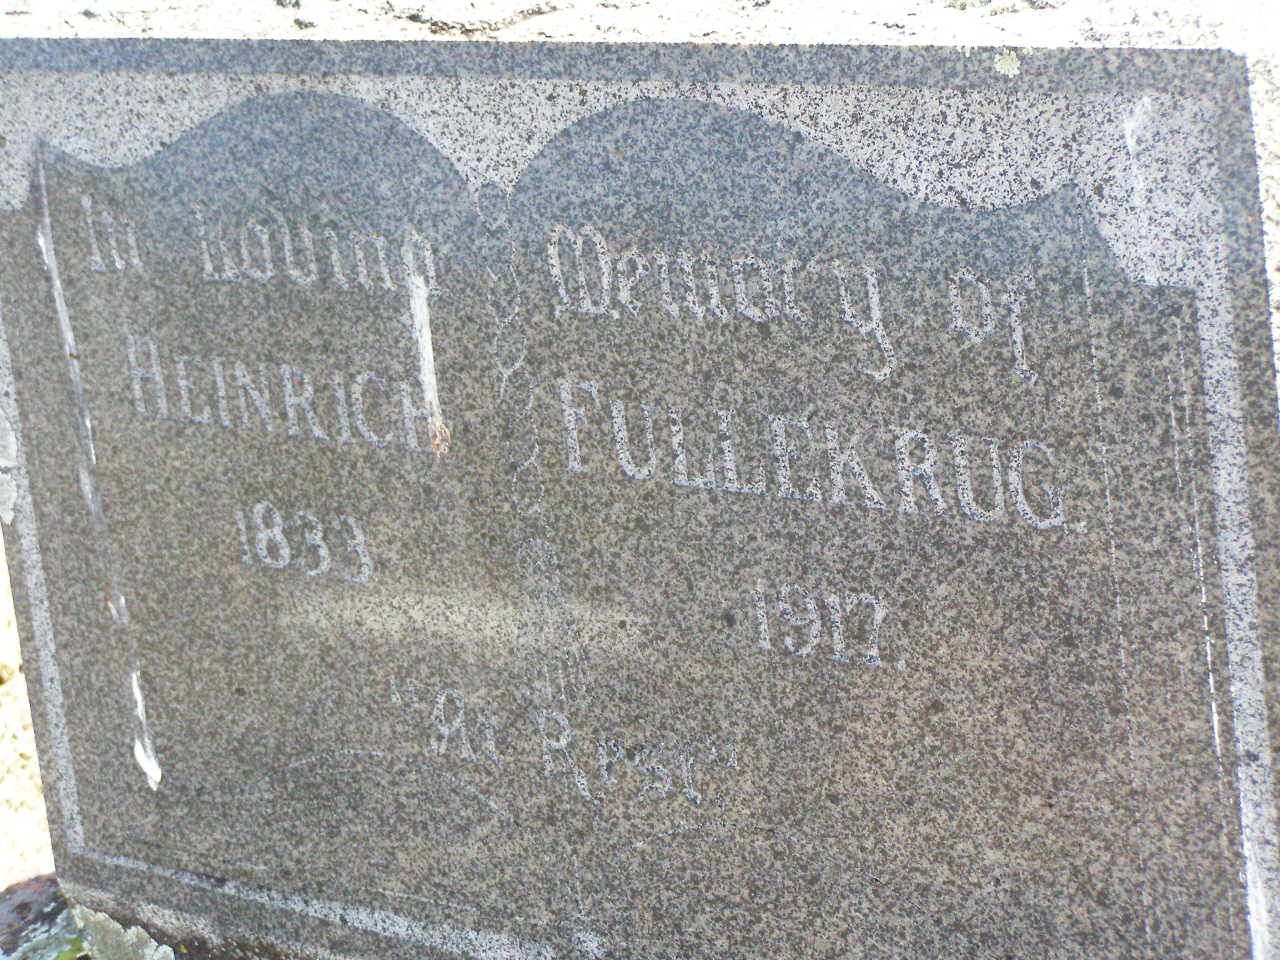 In Loving Memory of
HEINRICH FULLEKRUG.
1833 1917.
"At Rest"